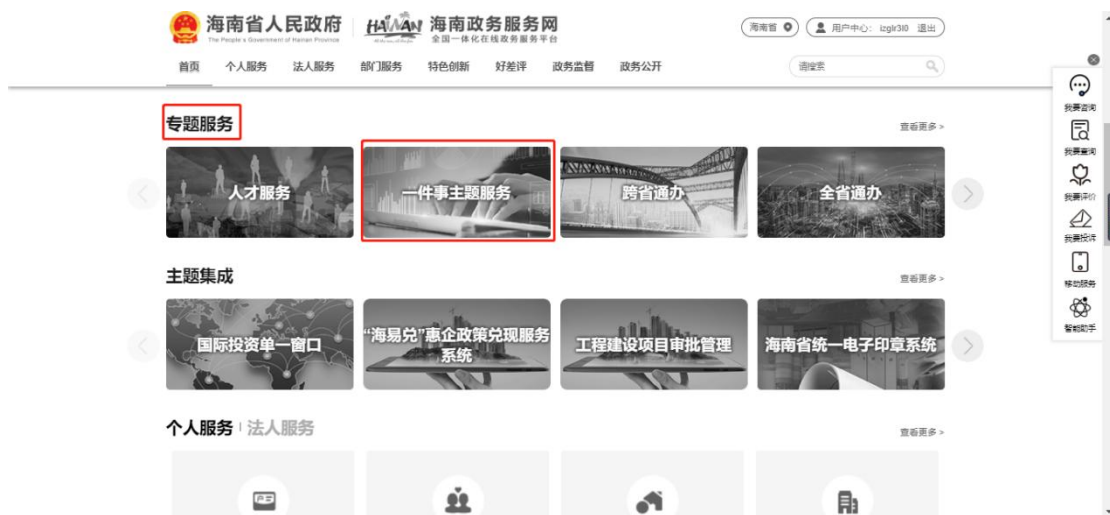 海南省人民政府
The People's Government of Hainan Province
HAINAN 海南政务服务网
全国一体化在线政务服务平台
海南省
用户中心: izglr3l0 退出
首页 个人服务 法人服务 部门服务 特色创新 好差评 政务监督 政务公开
请搜索
专题服务
查看更多 >
人才服务
一件事主题服务
跨省通办
全省通办
主题集成
查看更多 >
国际投资单一窗口
“海易兑”惠企政策兑现服务
系统
工程建设项目审批管理
海南省统一电子印章系统
个人服务 法人服务
查看更多 >
我要咨询
我要查询
我要评价
我要投诉
移动服务
智能助手